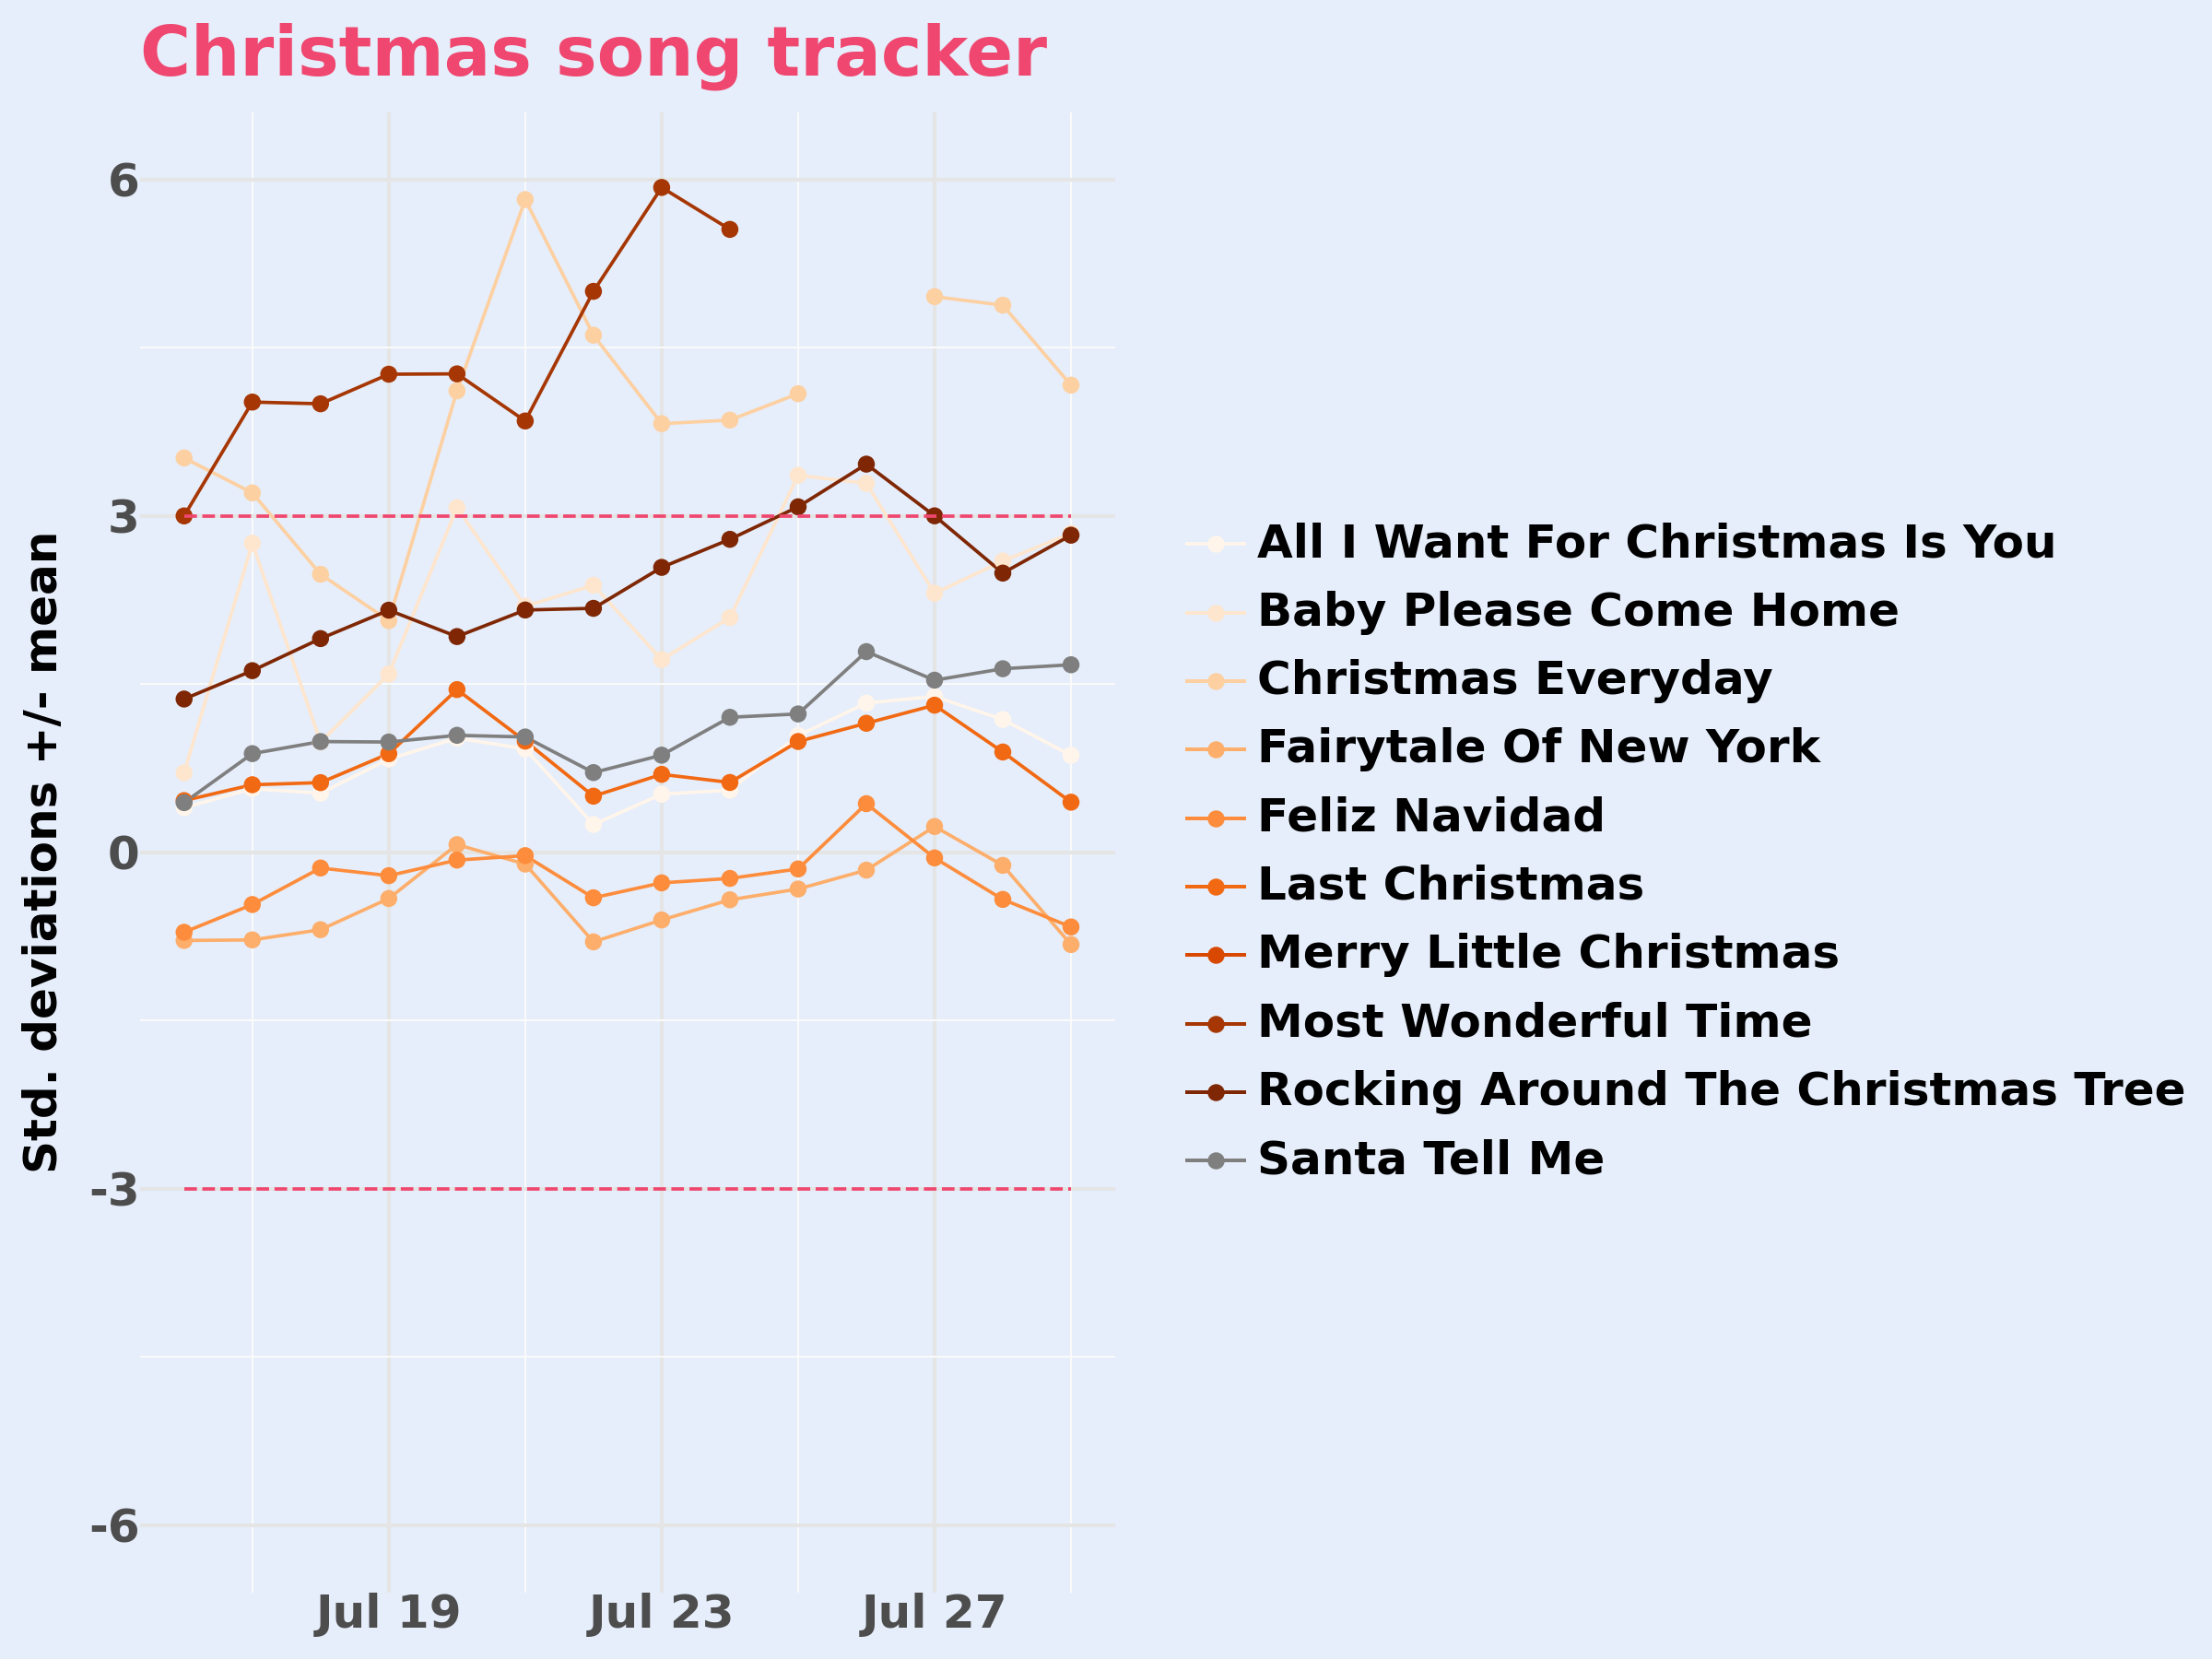 Christmas song tracker
Std. deviations +/- mean
6
3
0
-3
-6
Jul 19
Jul 23
Jul 27
All I Want For Christmas Is You
Baby Please Come Home
Christmas Everyday
Fairytale Of New York
Feliz Navidad
Last Christmas
Merry Little Christmas
Most Wonderful Time
Rocking Around The Christmas Tree
Santa Tell Me